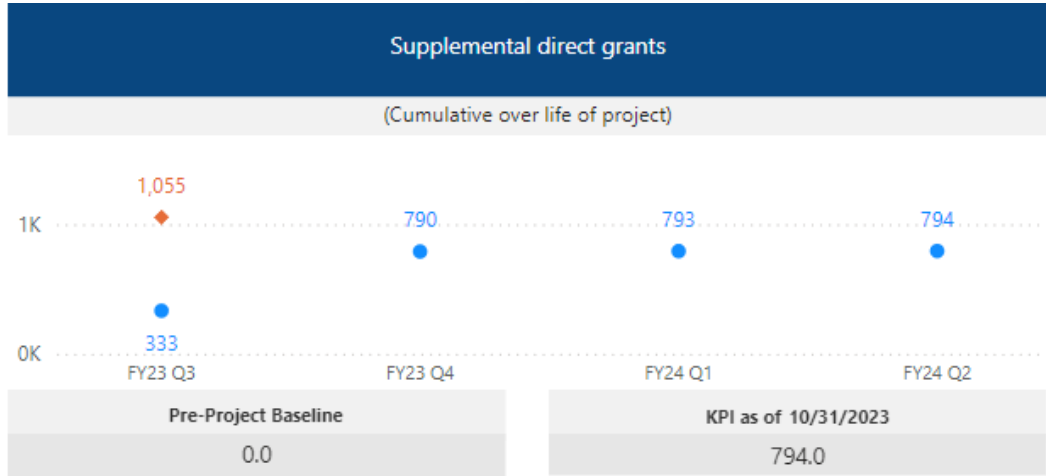 Supplemental direct grants
(Cumulative over life of project)
1,055
1K
790
793
794
333
0K
FY23 Q3
FY23 Q4
FY24 Q1
FY24 Q2
Pre-Project Baseline
KPI as of 10/31/2023
0.0
794.0